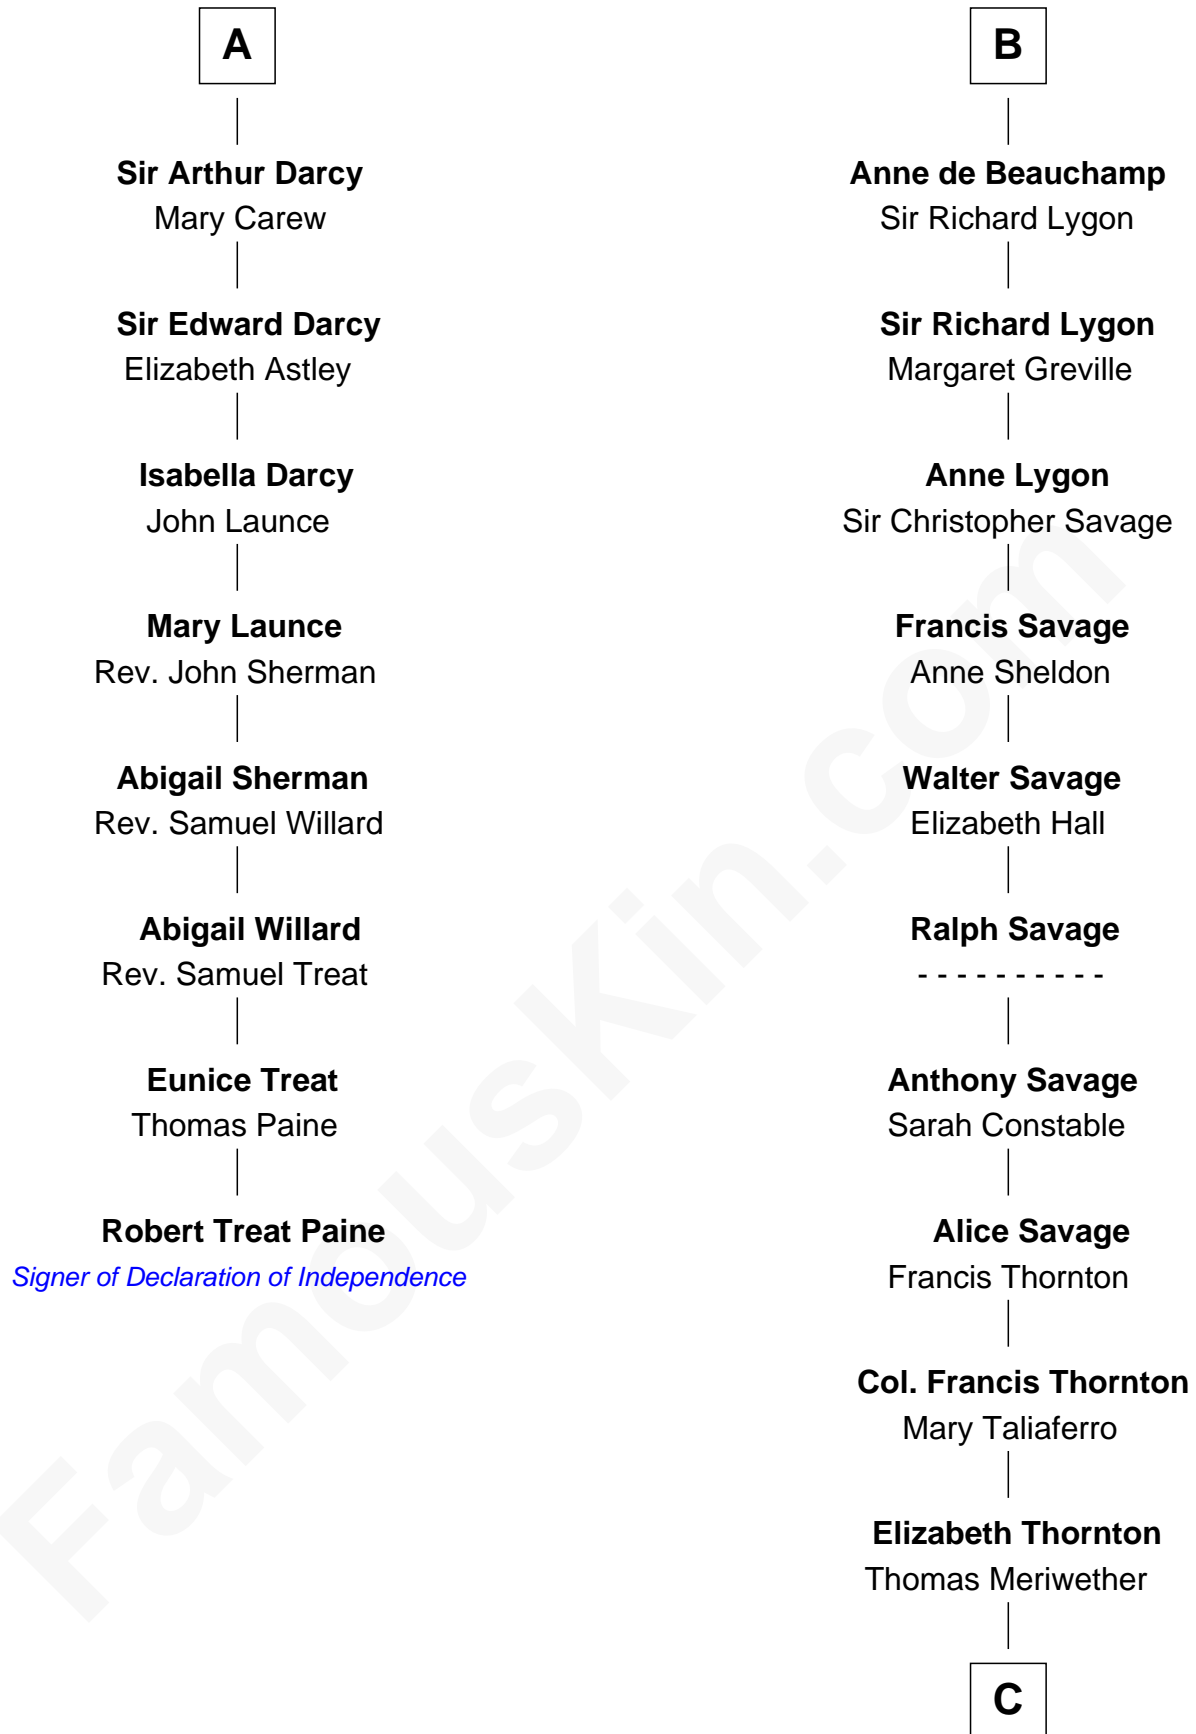 A
Sir Arthur Darcy
Mary Carew
Sir Edward Darcy
Elizabeth Astley
Isabella Darcy
John Launce
Mary Launce
Rev. John Sherman
Abigail Sherman
Rev. Samuel Willard
Abigail Willard
Rev. Samuel Treat
Eunice Treat
Thomas Paine
Robert Treat Paine
Signer of Declaration of Independence
B
Anne de Beauchamp
Sir Richard Lygon
Sir Richard Lygon
Margaret Greville
Anne Lygon
Sir Christopher Savage
Francis Savage
Anne Sheldon
Walter Savage
Elizabeth Hall
Ralph Savage
- - - - - - - - - -
Anthony Savage
Sarah Constable
Alice Savage
Francis Thornton
Col. Francis Thornton
Mary Taliaferro
Elizabeth Thornton
Thomas Meriwether
C
FamousKin.com